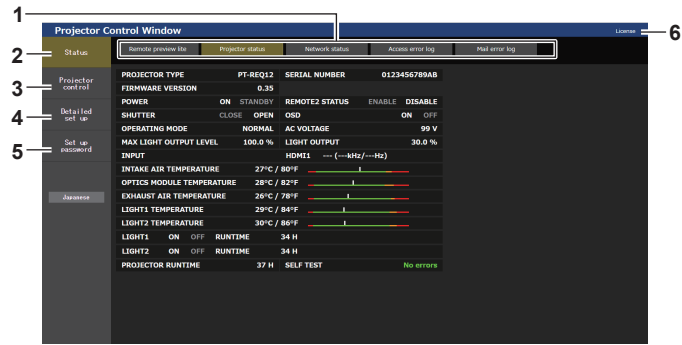 1
Projector Control Window
License
6
2
Status
Remote preview lite
Projector status
Network status
Access error log
Mail error log
3
Projector
control
4
Detailed
set up
5
Set up
password
Japanese
PROJECTOR TYPE PT-REQ12 SERIAL NUMBER 0123456789AB
FIRMWARE VERSION 0.35
POWER ON STANDBY REMOTE2 STATUS ENABLE DISABLE
SHUTTER CLOSE OPEN OSD ON OFF
OPERATING MODE NORMAL AC VOLTAGE 99 V
MAX LIGHT OUTPUT LEVEL 100.0 % LIGHT OUTPUT 30.0 %
INPUT HDMI1 --- (---kHz/---Hz)
INTAKE AIR TEMPERATURE 27°C / 80°F
OPTICS MODULE TEMPERATURE 28°C / 82°F
EXHAUST AIR TEMPERATURE 26°C / 78°F
LIGHT1 TEMPERATURE 29°C / 84°F
LIGHT2 TEMPERATURE 30°C / 86°F
LIGHT1 ON OFF RUNTIME 34 H
LIGHT2 ON OFF RUNTIME 34 H
PROJECTOR RUNTIME 37 H SELF TEST No errors